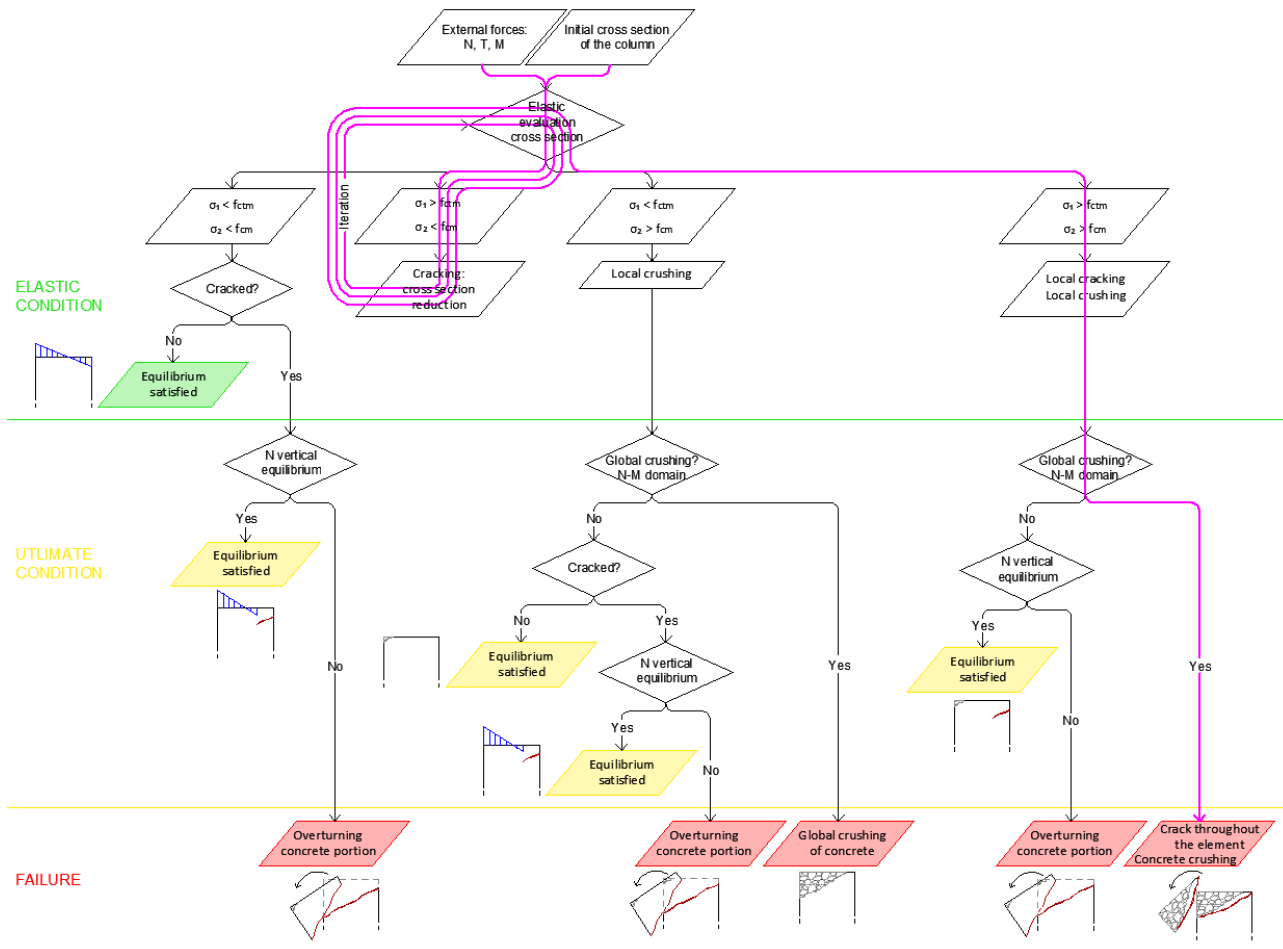 External forces:
N, T, M
Initial cross section
of the column
Elastic
evaluation
cross section
Iteration
σ₁ < fctm
σ₂ < fcm
σ₁ > fctm
σ₂ < fcm
σ₁ < fctm
σ₂ > fcm
σ₁ > fctm
σ₂ > fcm
ELASTIC
CONDITION
Cracked?
Cracking:
cross section
reduction
Local crushing
Local cracking
Local crushing
No
Equilibrium
satisfied
Yes
N vertical
equilibrium
Global crushing?
N-M domain
Global crushing?
N-M domain
UTLIMATE
CONDITION
Yes
Equilibrium
satisfied
No
No
Cracked?
No
Equilibrium
satisfied
Yes
N vertical
equilibrium
Yes
Equilibrium
satisfied
No
Yes
No
N vertical
equilibrium
Yes
Equilibrium
satisfied
No
Yes
FAILURE
Overturning
concrete portion
Overturning
concrete portion
Global crushing
of concrete
Overturning
concrete portion
Crack throughout
the element
Concrete crushing